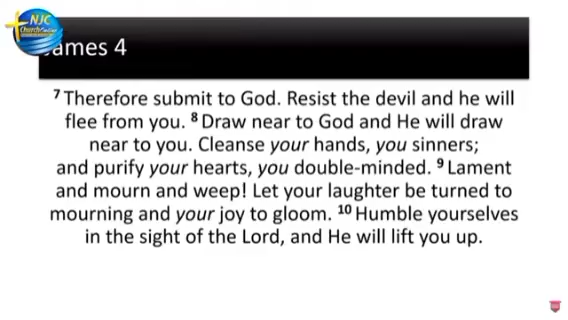 NJC
Church Online
James 4
⁷ Therefore submit to God. Resist the devil and he will
flee from you. ⁸ Draw near to God and He will draw
near to you. Cleanse your hands, you sinners;
and purify your hearts, you double-minded. ⁹ Lament
and mourn and weep! Let your laughter be turned to
mourning and your joy to gloom. ¹⁰ Humble yourselves
in the sight of the Lord, and He will lift you up.